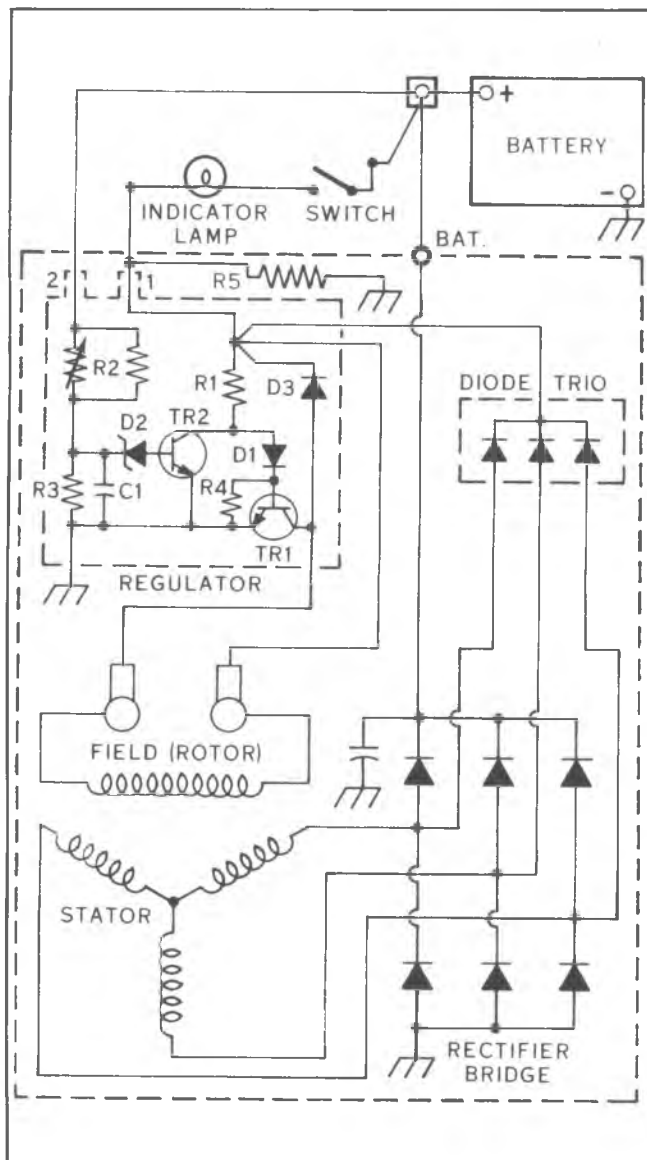 +
BATTERY
-
INDICATOR
LAMP
SWITCH
BAT.
2
1
R5
R2
R1
D3
DIODE TRIO
D2
TR2
D1
R3
C1
R4
TR1
REGULATOR
FIELD (ROTOR)
STATOR
RECTIFIER
BRIDGE